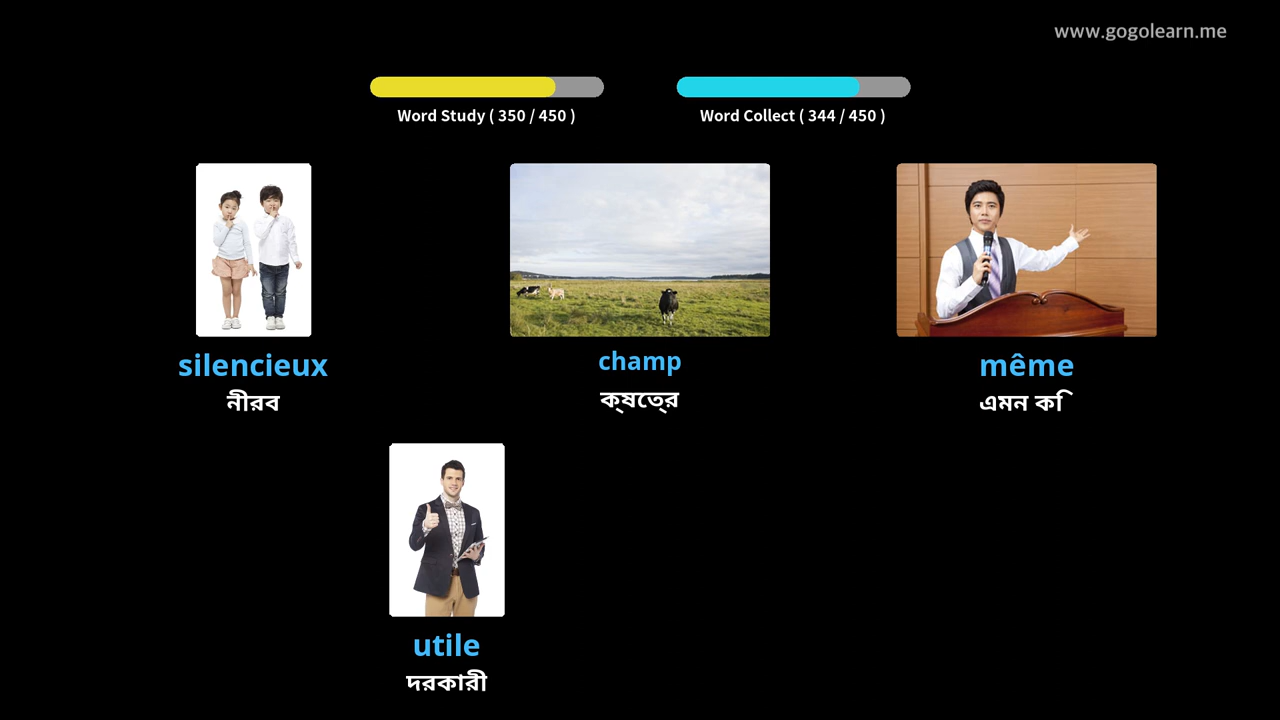 www.gogolearn.me
Word Study ( 350 / 450 )
Word Collect ( 344 / 450 )
silencieux
নীরব
champ
ক্ষেত্র
même
এমন কি
utile
দরকারী